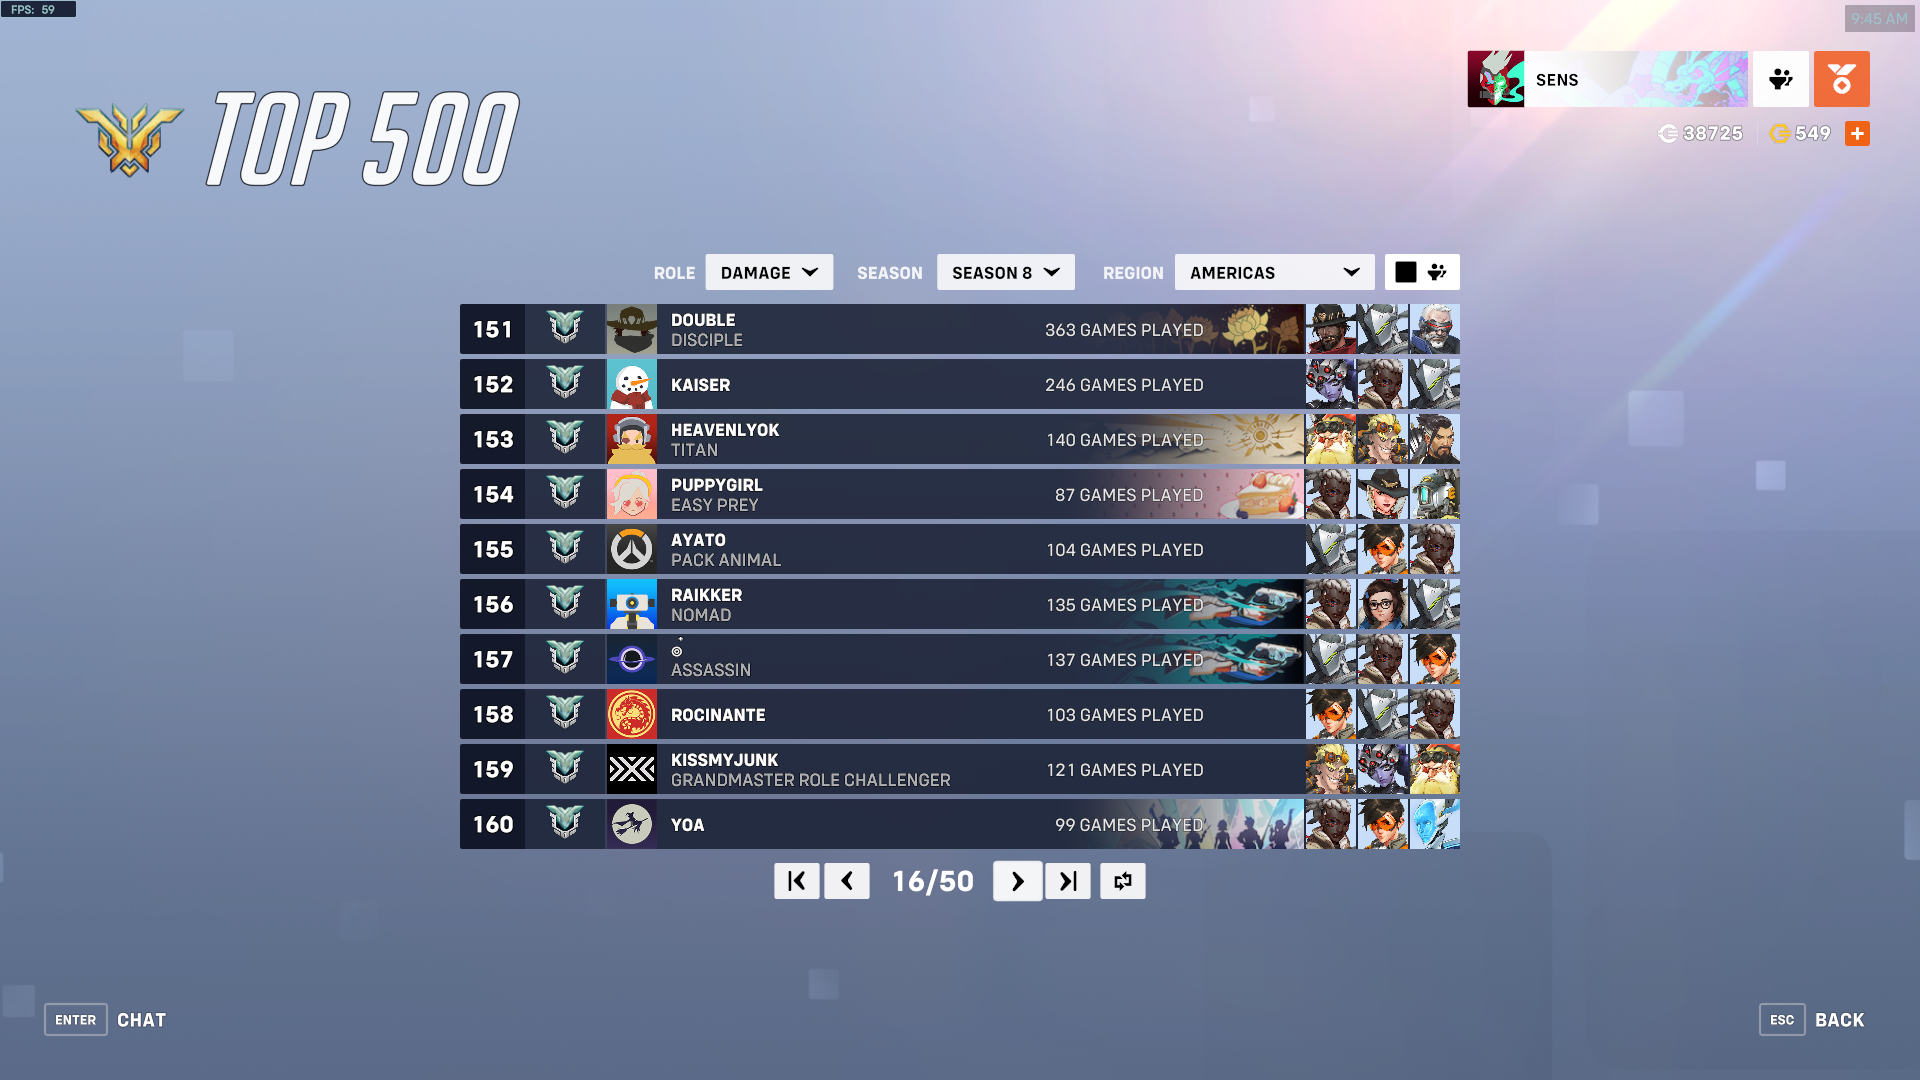 FPS: 59
9:45 AM
TOP 500
SENS
38725 549
ROLE DAMAGE SEASON SEASON 8 REGION AMERICAS
151 DOUBLE 363 GAMES PLAYED
DISCIPLE
152 KAISER 246 GAMES PLAYED
153 HEAVENLYOK 140 GAMES PLAYED
TITAN
154 PUPPYGIRL 87 GAMES PLAYED
EASY PREY
155 AYATO 104 GAMES PLAYED
PACK ANIMAL
156 RAIKKER 135 GAMES PLAYED
NOMAD
157 137 GAMES PLAYED
ASSASSIN
158 ROCINANTE 103 GAMES PLAYED
159 KISSMYJUNK 121 GAMES PLAYED
GRANDMASTER ROLE CHALLENGER
160 YOA 99 GAMES PLAYED
16/50
ENTER CHAT
ESC BACK